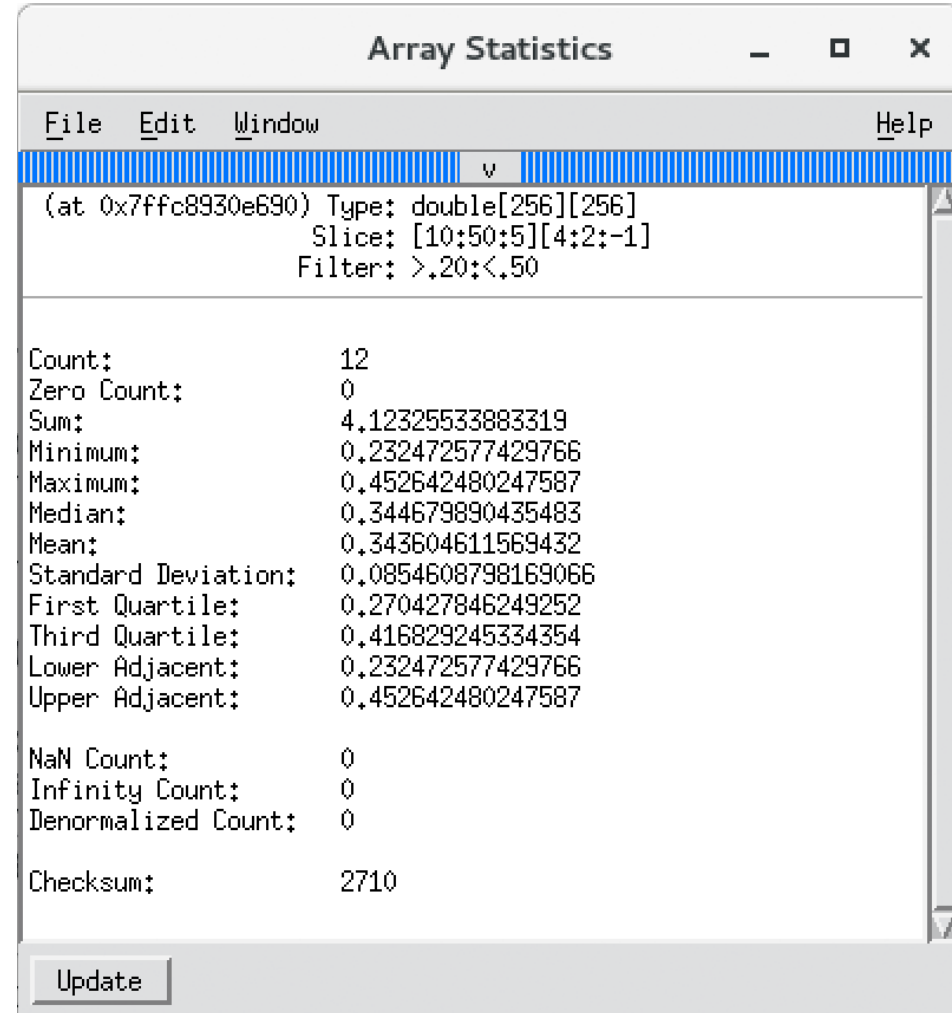 Array Statistics
File Edit Window Help
v
(at 0x7ffc8930e690) Type: double[256][256]
Slice: [10:50:5][4:2:-1]
Filter: >.20:<.50
Count: 12
Zero Count: 0
Sum: 4.12325533883319
Minimum: 0.232472577429766
Maximum: 0.452642480247587
Median: 0.344679890435483
Mean: 0.343604611569432
Standard Deviation: 0.0854608798169066
First Quartile: 0.270427846249252
Third Quartile: 0.416829245334354
Lower Adjacent: 0.232472577429766
Upper Adjacent: 0.452642480247587
NaN Count: 0
Infinity Count: 0
Denormalized Count: 0
Checksum: 2710
Update